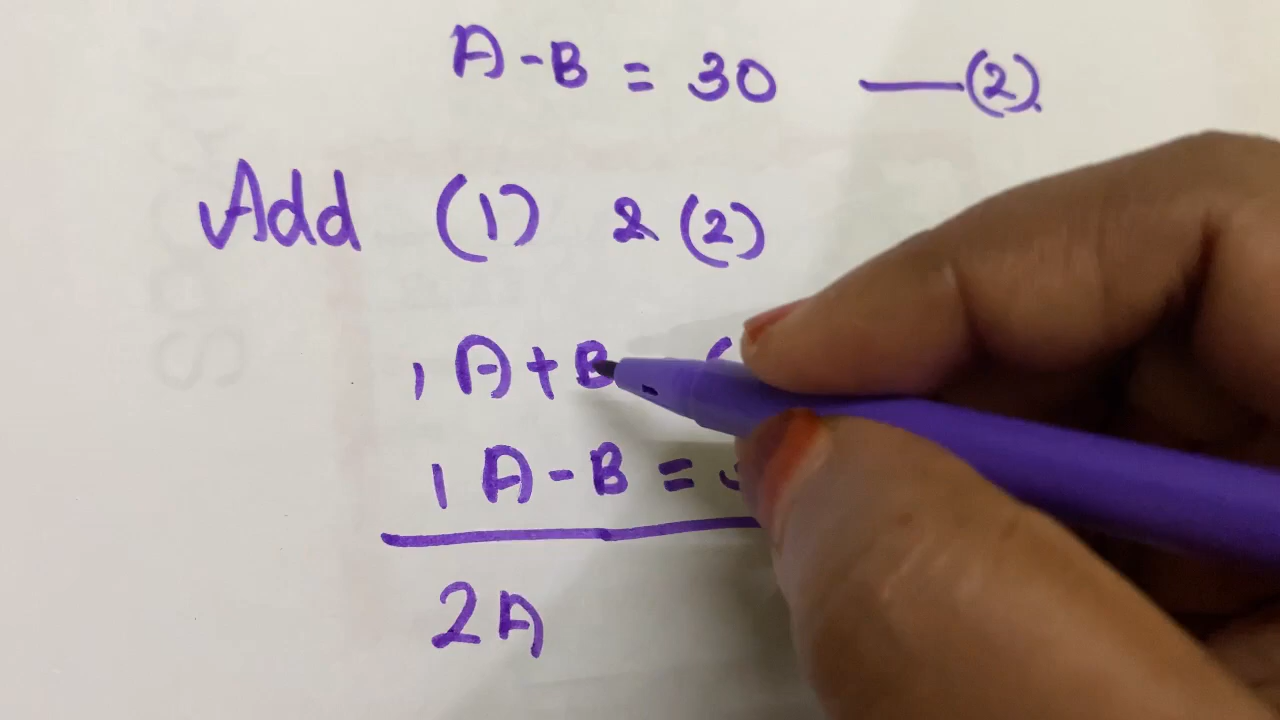 A-B = 30 —(2).
Add (1) & (2)
1 A+B
1 A-B =
2A